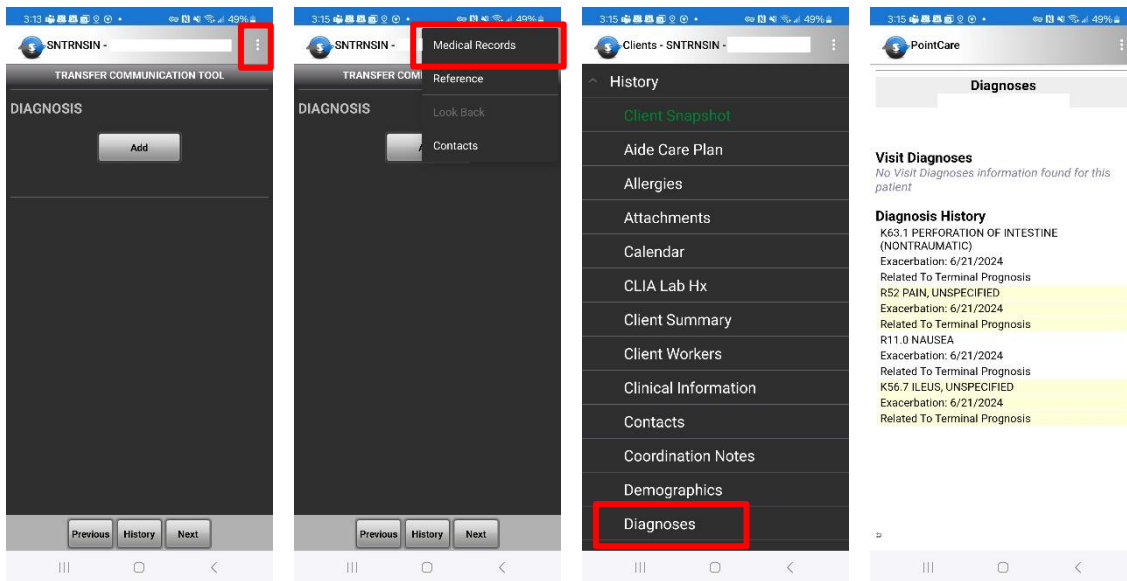 3:13 49%
SNTRNSIN -
TRANSFER COMMUNICATION TOOL
DIAGNOSIS
Add
Previous History Next
3:15 49%
SNTRNSIN -
Medical Records
TRANSFER COM
Reference
DIAGNOSIS
Look Back
A
Contacts
Previous History Next
3:15 49%
Clients - SNTRNSIN -
History
Client Snapshot
Aide Care Plan
Allergies
Attachments
Calendar
CLIA Lab Hx
Client Summary
Client Workers
Clinical Information
Contacts
Coordination Notes
Demographics
Diagnoses
3:15 49%
PointCare
Diagnoses
Visit Diagnoses
No Visit Diagnoses information found for this
patient
Diagnosis History
K63.1 PERFORATION OF INTESTINE
(NONTRAUMATIC)
Exacerbation: 6/21/2024
Related To Terminal Prognosis
R52 PAIN, UNSPECIFIED
Exacerbation: 6/21/2024
Related To Terminal Prognosis
R11.0 NAUSEA
Exacerbation: 6/21/2024
Related To Terminal Prognosis
K56.7 ILEUS, UNSPECIFIED
Exacerbation: 6/21/2024
Related To Terminal Prognosis